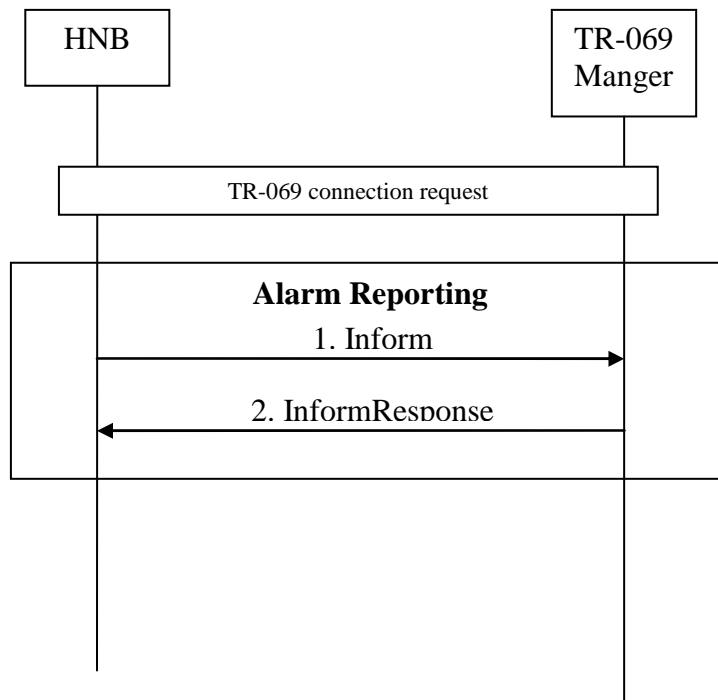 HNB
TR-069
Manger
TR-069 connection request
Alarm Reporting
1. Inform
2. InformResponse